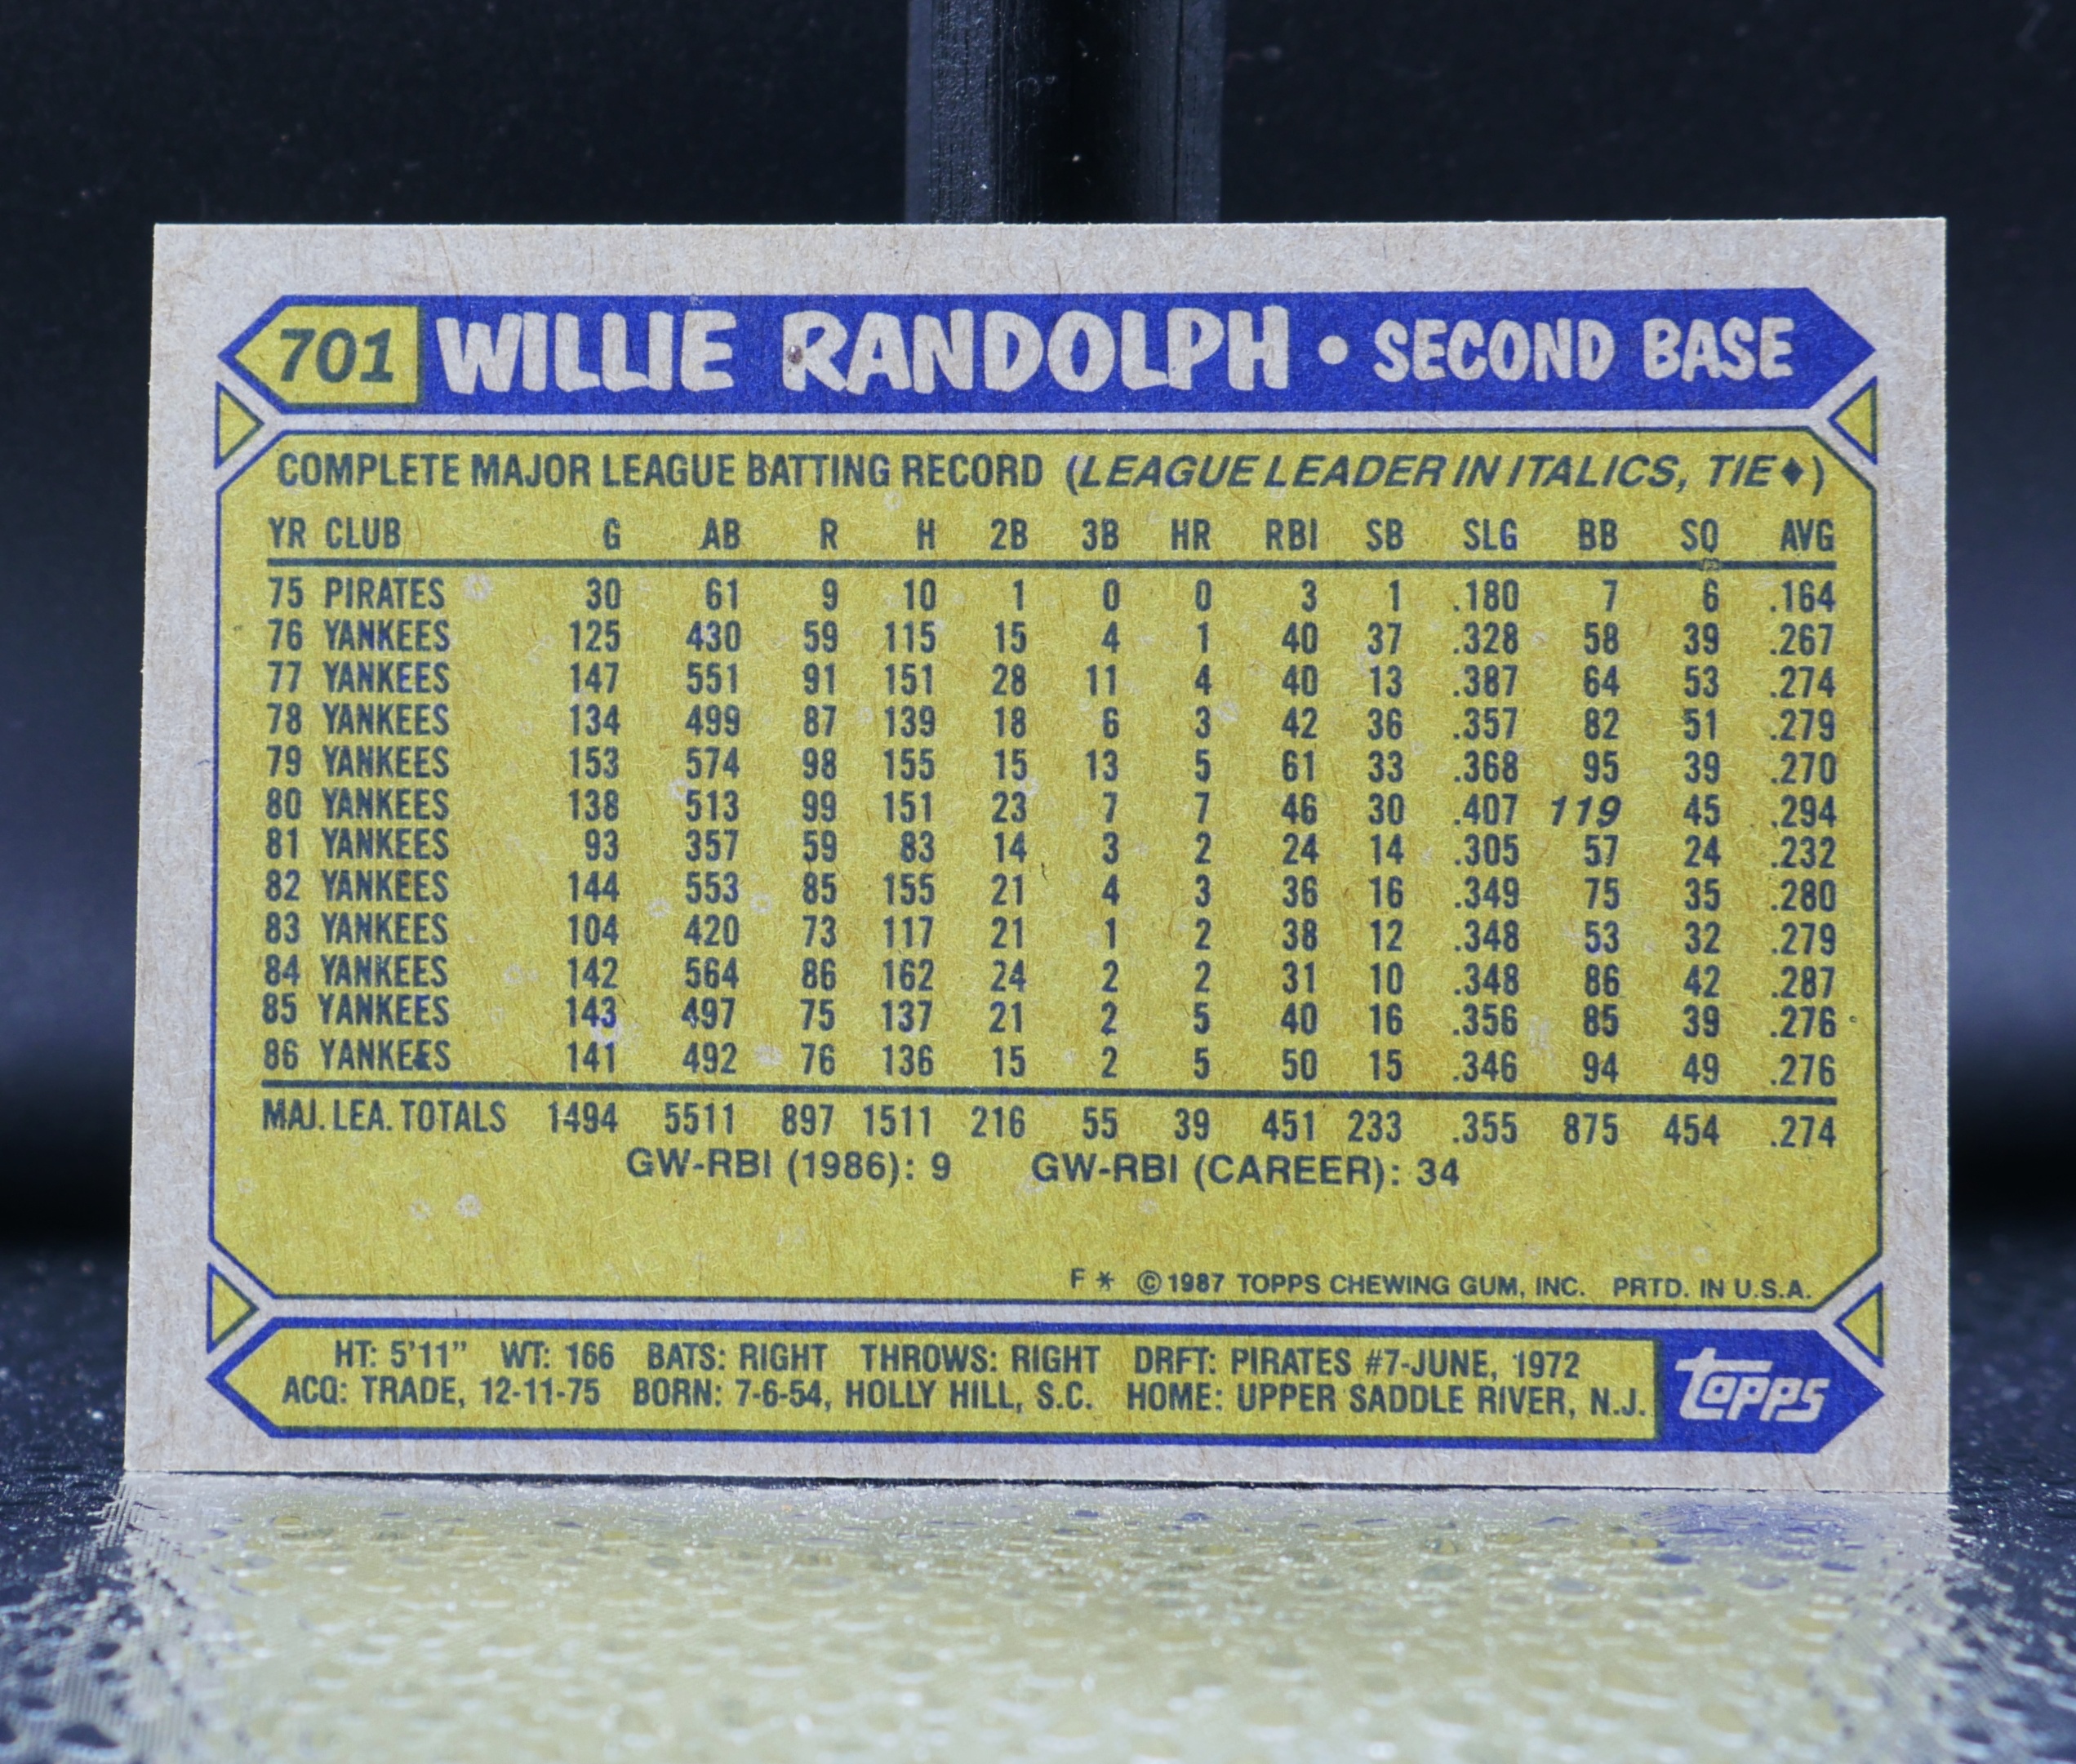 701 WILLIE RANDOLPH • SECOND BASE
COMPLETE MAJOR LEAGUE BATTING RECORD (LEAGUE LEADER IN ITALICS, TIE♦)
YR CLUB G AB R H 2B 3B HR RBI SB SLG BB SO AVG
75 PIRATES 30 61 9 10 1 0 0 3 1 .180 7 6 .164
76 YANKEES 125 430 59 115 15 4 1 40 37 .328 58 39 .267
77 YANKEES 147 551 91 151 28 11 4 40 13 .387 64 53 .274
78 YANKEES 134 499 87 139 18 6 3 42 36 .357 82 51 .279
79 YANKEES 153 574 98 155 15 13 5 61 33 .368 95 39 .270
80 YANKEES 138 513 99 151 23 7 7 46 30 .407 119 45 .294
81 YANKEES 93 357 59 83 14 3 2 24 14 .305 57 24 .232
82 YANKEES 144 553 85 155 21 4 3 36 16 .349 75 35 .280
83 YANKEES 104 420 73 117 21 1 2 38 12 .348 53 32 .279
84 YANKEES 142 564 86 162 24 2 2 31 10 .348 86 42 .287
85 YANKEES 143 497 75 137 21 2 5 40 16 .356 85 39 .276
86 YANKEES 141 492 76 136 15 2 5 50 15 .346 94 49 .276
MAJ. LEA. TOTALS 1494 5511 897 1511 216 55 39 451 233 .355 875 454 .274
GW-RBI (1986): 9 GW-RBI (CAREER): 34
F* ©1987 TOPPS CHEWING GUM, INC. PRTD. IN U.S.A.
HT: 5'11" WT: 166 BATS: RIGHT THROWS: RIGHT DRFT: PIRATES #7-JUNE, 1972
ACQ: TRADE, 12-11-75 BORN: 7-6-54, HOLLY HILL, S.C. HOME: UPPER SADDLE RIVER, N.J.
topps